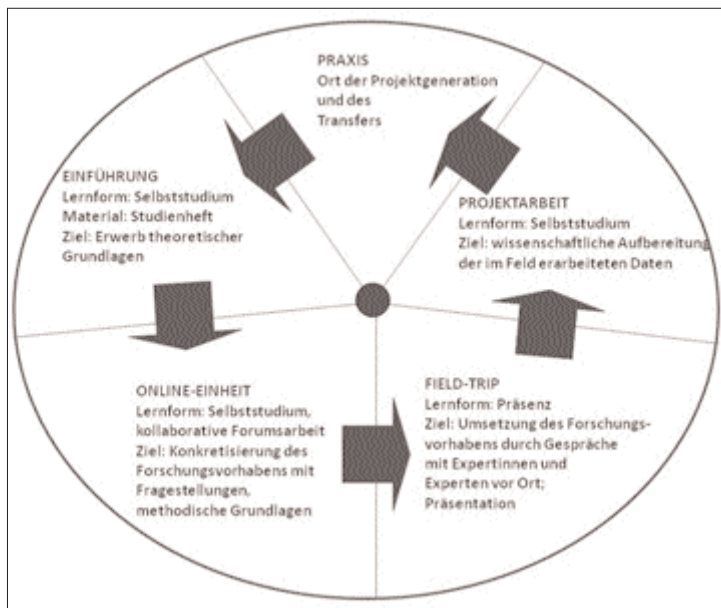 PRAXIS
Ort der Projektgeneration
und des
Transfers
EINFÜHRUNG
Lernform: Selbststudium
Material: Studienheft
Ziel: Erwerb theoretischer
Grundlagen
ONLINE-EINHEIT
Lernform: Selbststudium,
kollaborative Forumsarbeit
Ziel: Konkretisierung des
Forschungsvorhabens mit
Fragestellungen,
methodische Grundlagen
FIELD-TRIP
Lernform: Präsenz
Ziel: Umsetzung des Forschungs-
vorhabens durch Gespräche
mit Expertinnen und
Experten vor Ort;
Präsentation
PROJEKTARBEIT
Lernform: Selbststudium
Ziel: wissenschaftliche Aufbereitung
der im Feld erarbeiteten Daten